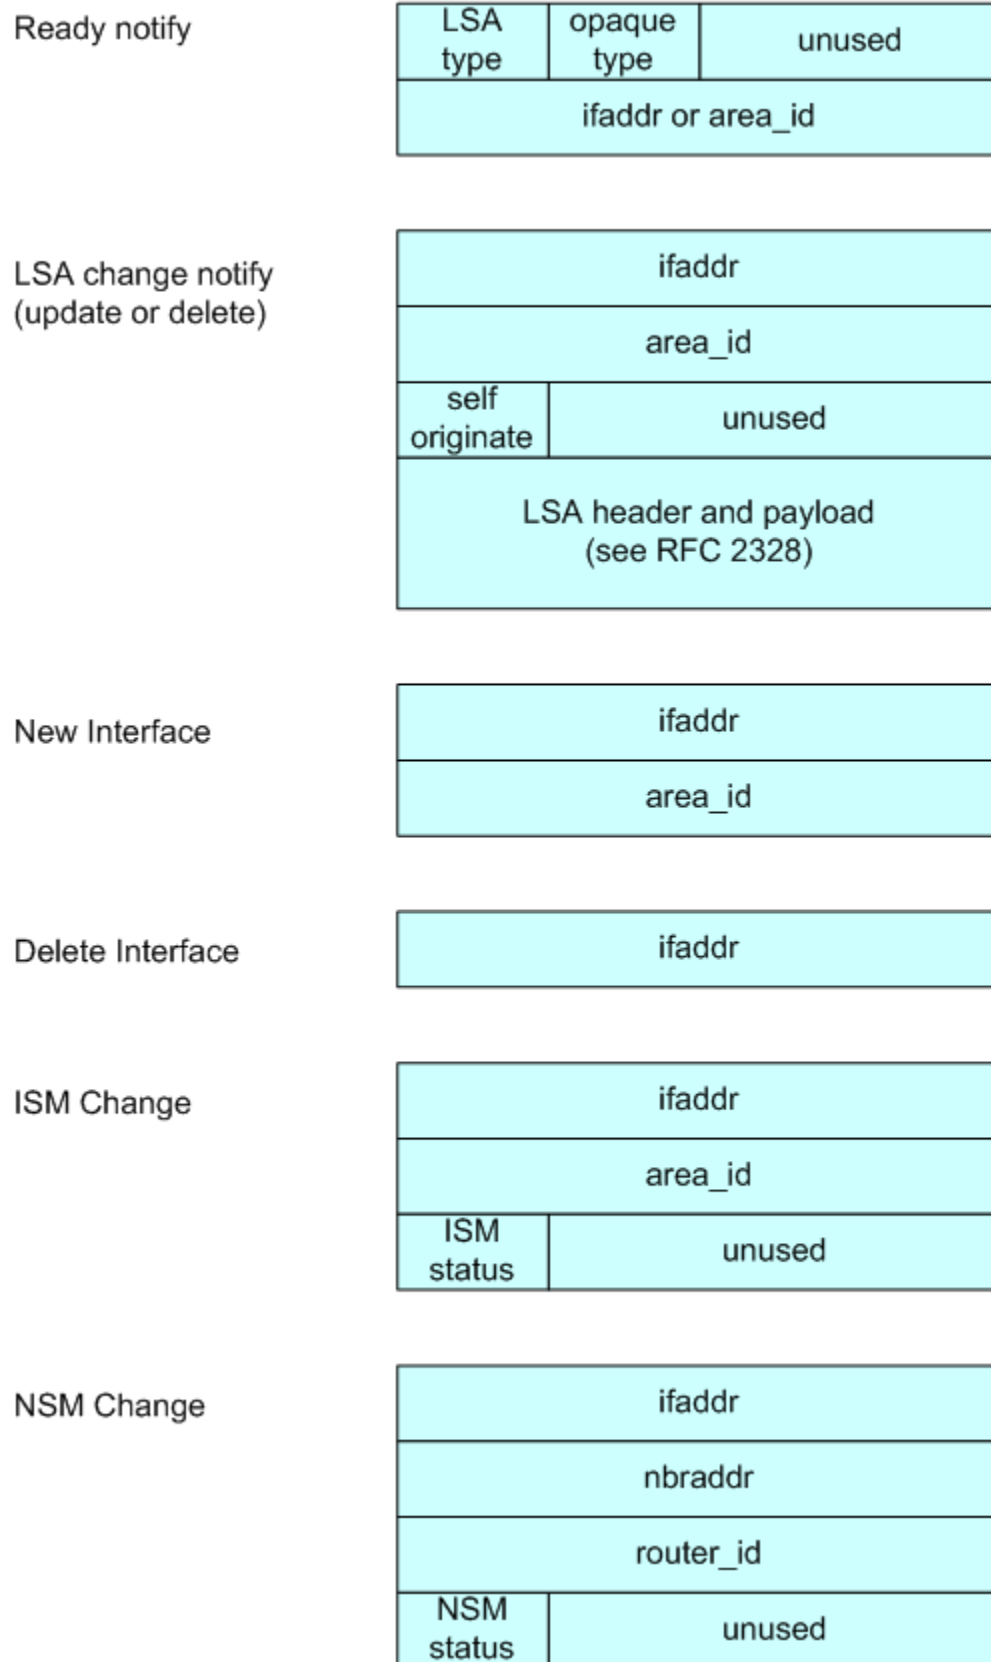 Ready notify
LSA type
opaque type
unused
ifaddr or area_id
LSA change notify
(update or delete)
ifaddr
area_id
self originate
unused
LSA header and payload
(see RFC 2328)
New Interface
ifaddr
area_id
Delete Interface
ifaddr
ISM Change
ifaddr
area_id
ISM status
unused
NSM Change
ifaddr
nbraddr
router_id
NSM status
unused